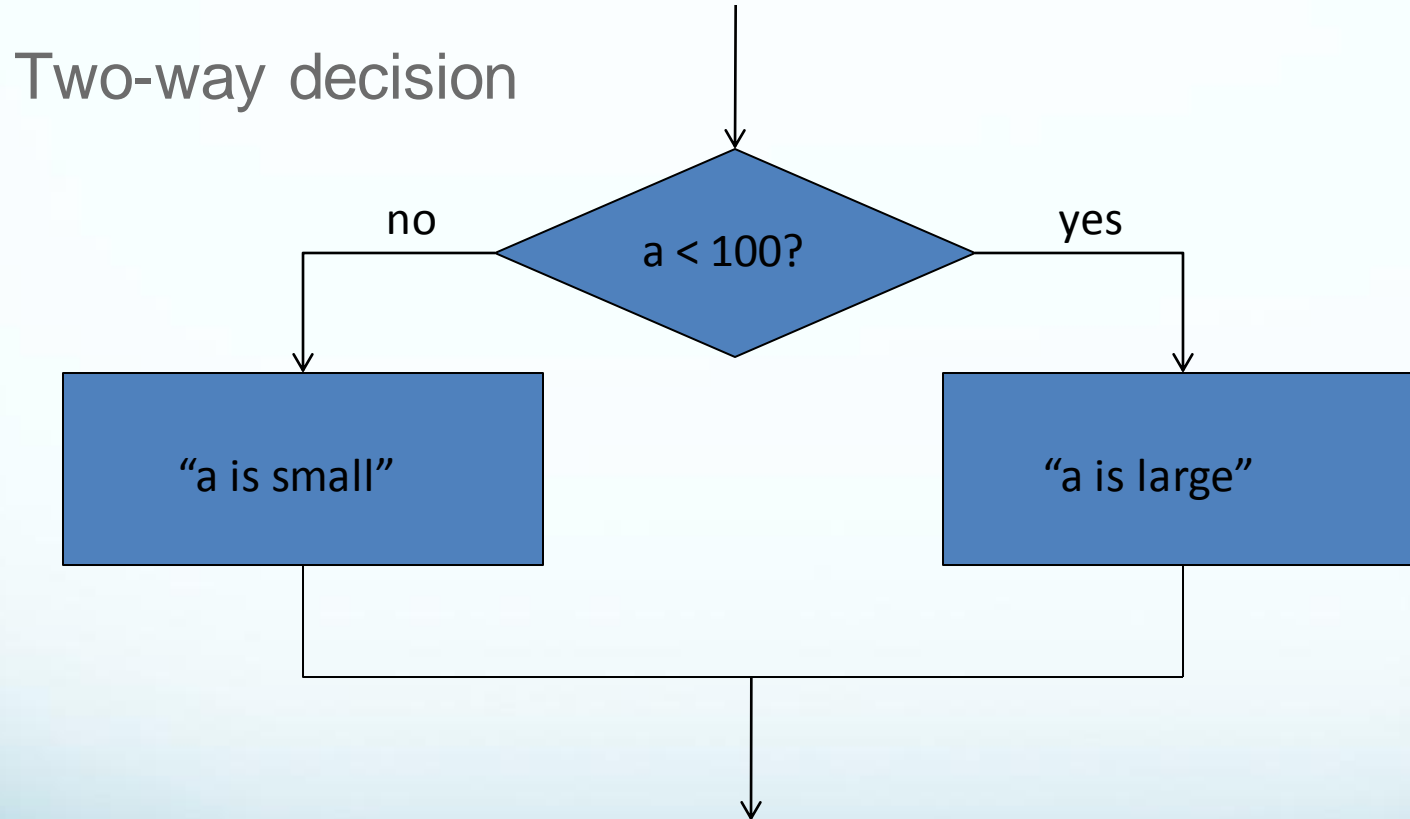 Two-way decision
no
a < 100?
yes
“a is small”
“a is large”